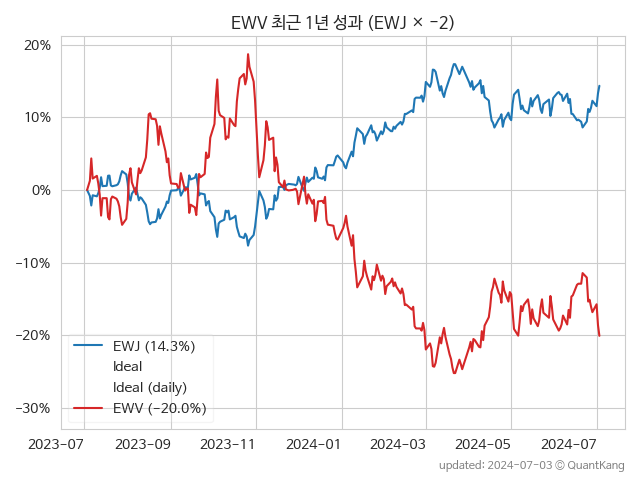 EWV 최근 1년 성과 (EWJ × −2)
20%
10%
0%
−10%
−20%
−30%
EWJ (14.3%)
Ideal
Ideal (daily)
EWV (−20.0%)
2023-07 2023-09 2023-11 2024-01 2024-03 2024-05 2024-07
updated: 2024-07-03 © QuantKang